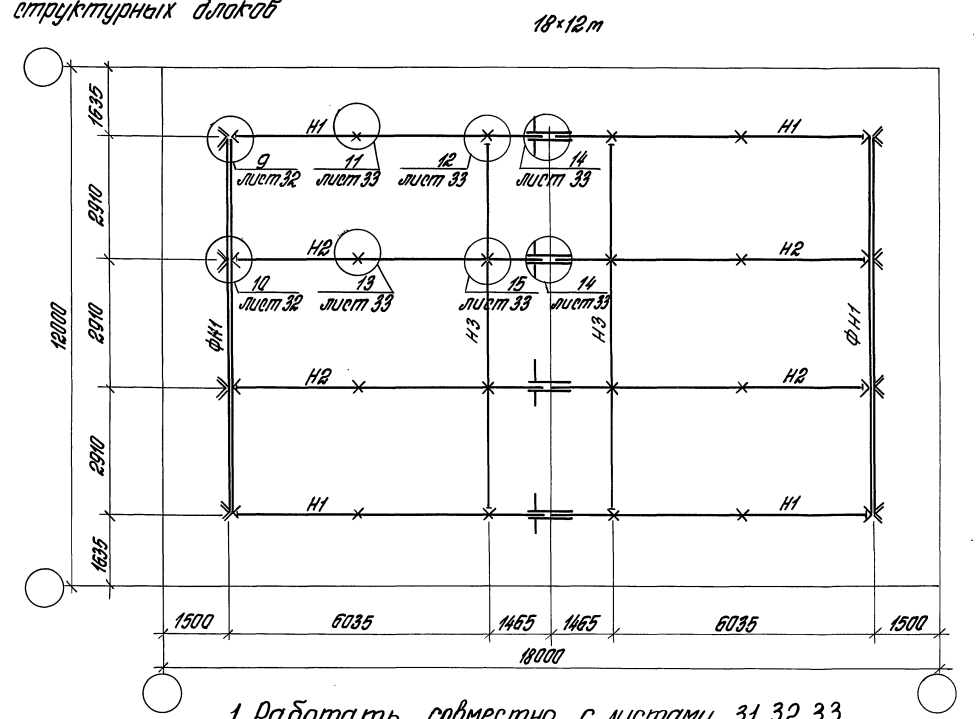 структурных блоков
18×12м
1635
Н1 Н1
9 11 12 14
лист 32 лист 33 лист 33 лист 33
2910
Н2 Н2
10 13 15 14
лист 32 лист 33 лист 33 лист 33
12000
2910
ФН1 Н3 Н3 ФН1
Н2 Н2
2910
Н1 Н1
1635
1500 6035 1465 1465 6035 1500
18000
1. Работать совместно с листами 31, 32, 33